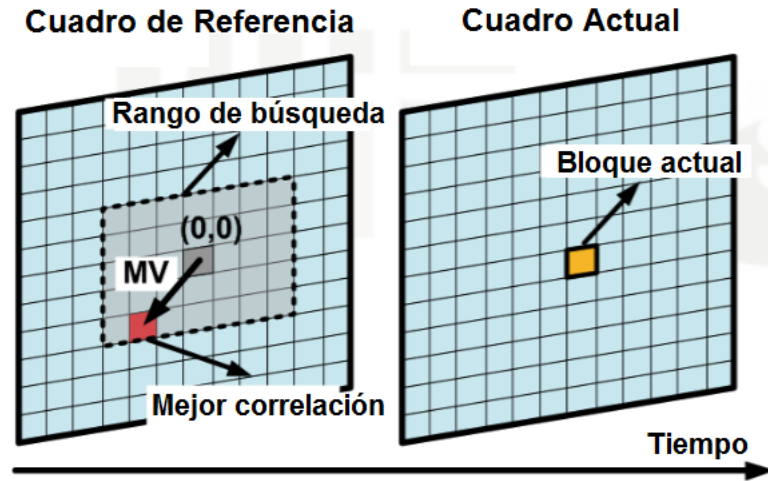 Cuadro de Referencia
Cuadro Actual
Rango de búsqueda
Bloque actual
(0,0)
MV
Mejor correlación
Tiempo